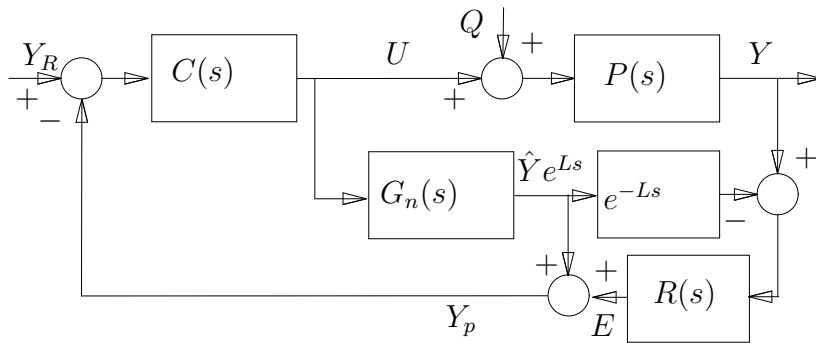 Q
Y_R
+
−
C(s)
U
+
+
P(s)
Y
G_n(s)
Ŷe^{Ls}
e^{-Ls}
+
−
+
+
R(s)
Y_p
E